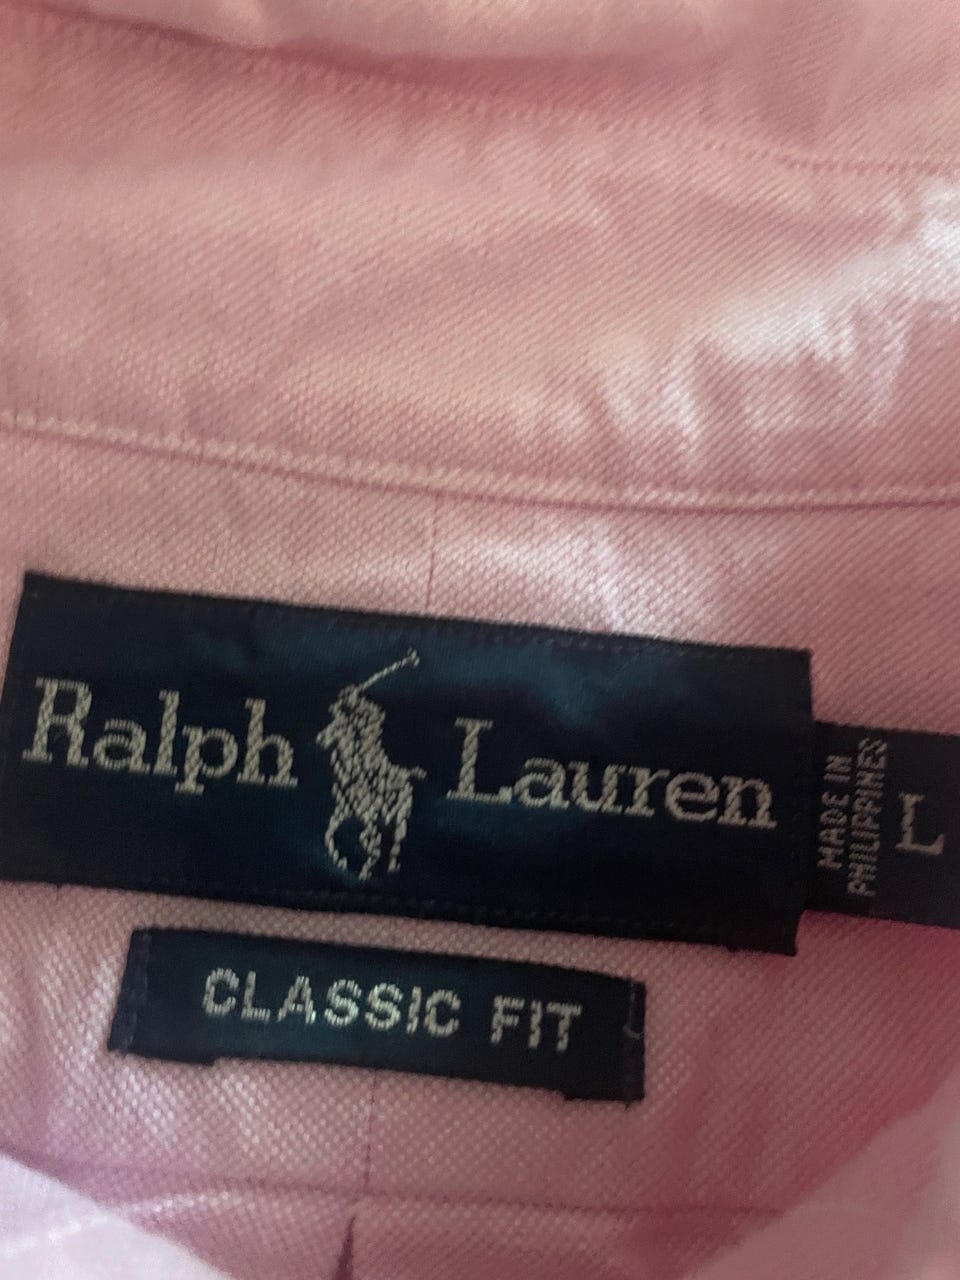 Ralph Lauren
MADE IN
PHILIPPINES
L
CLASSIC FIT